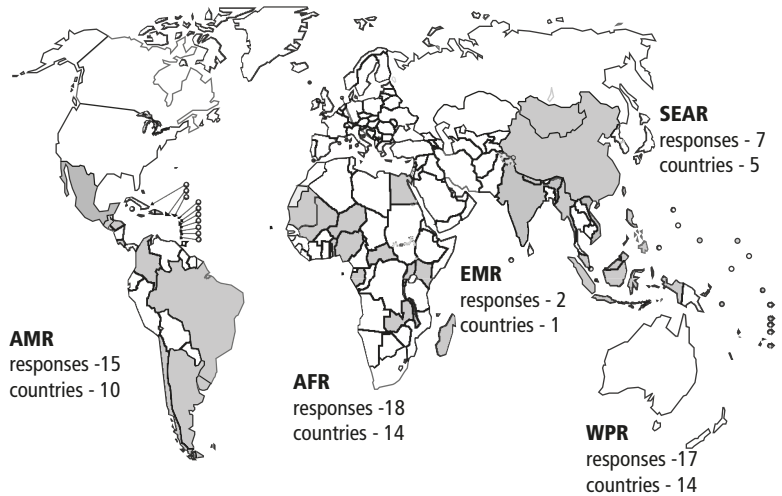 SEAR
responses - 7
countries - 5
EMR
responses - 2
countries - 1
AMR
responses -15
countries - 10
AFR
responses -18
countries - 14
WPR
responses -17
countries - 14